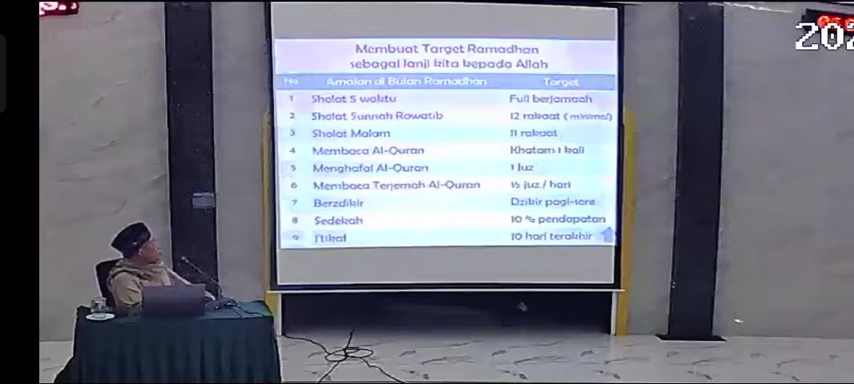 Membuat Target Ramadhan
sebagai Janji kita kepada Allah
No Amalan di Bulan Ramadhan Target
1 Sholat 5 waktu Full berjamaah
2 Sholat Sunnah Rowatib 12 rakaat (minimal)
3 Sholat Malam 11 rakaat
4 Membaca Al-Quran Khatam 1 kali
5 Menghafal Al-Quran 1 Juz
6 Membaca Terjemah Al-Quran ½ juz / hari
7 Berzdikir Dzikir pagi-sore
8 Sedekah 10 % pendapatan
9 I'tikaf 10 hari terakhir